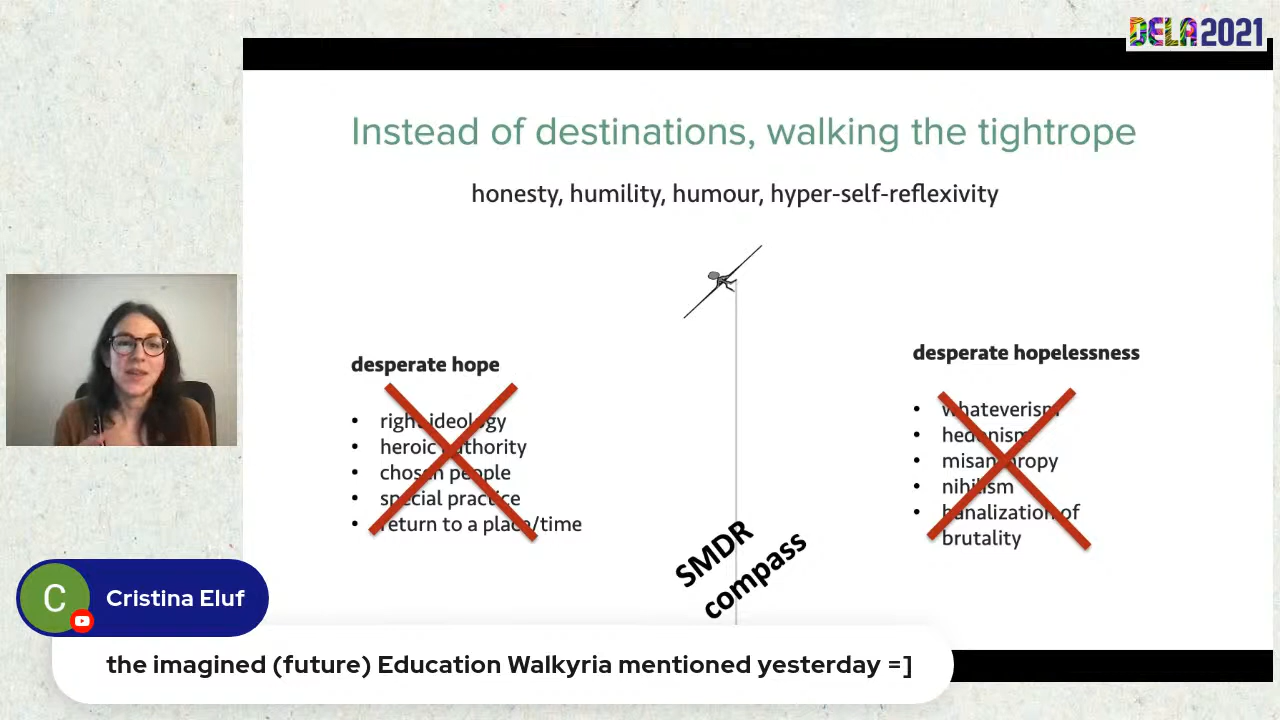 DELA 2021
Instead of destinations, walking the tightrope
honesty, humility, humour, hyper-self-reflexivity
desperate hope
• right ideology
• heroic authority
• chosen people
• special practice
• return to a place/time
desperate hopelessness
• whateverism
• hedonism
• misanthropy
• nihilism
• banalization of
brutality
SMDR
compass
C
Cristina Eluf
the imagined (future) Education Walkyria mentioned yesterday =]